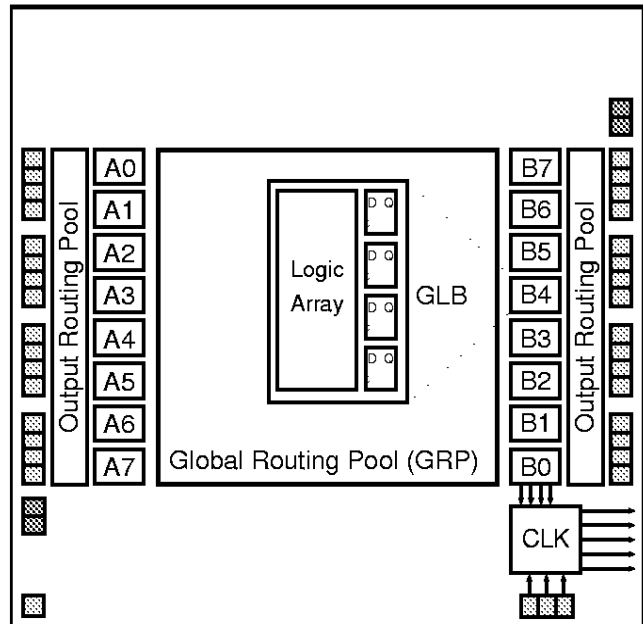 Output Routing Pool
A0
A1
A2
A3
A4
A5
A6
A7
Logic
Array
D Q
D Q
D Q
D Q
GLB
Global Routing Pool (GRP)
B7
B6
B5
B4
B3
B2
B1
B0
Output Routing Pool
CLK